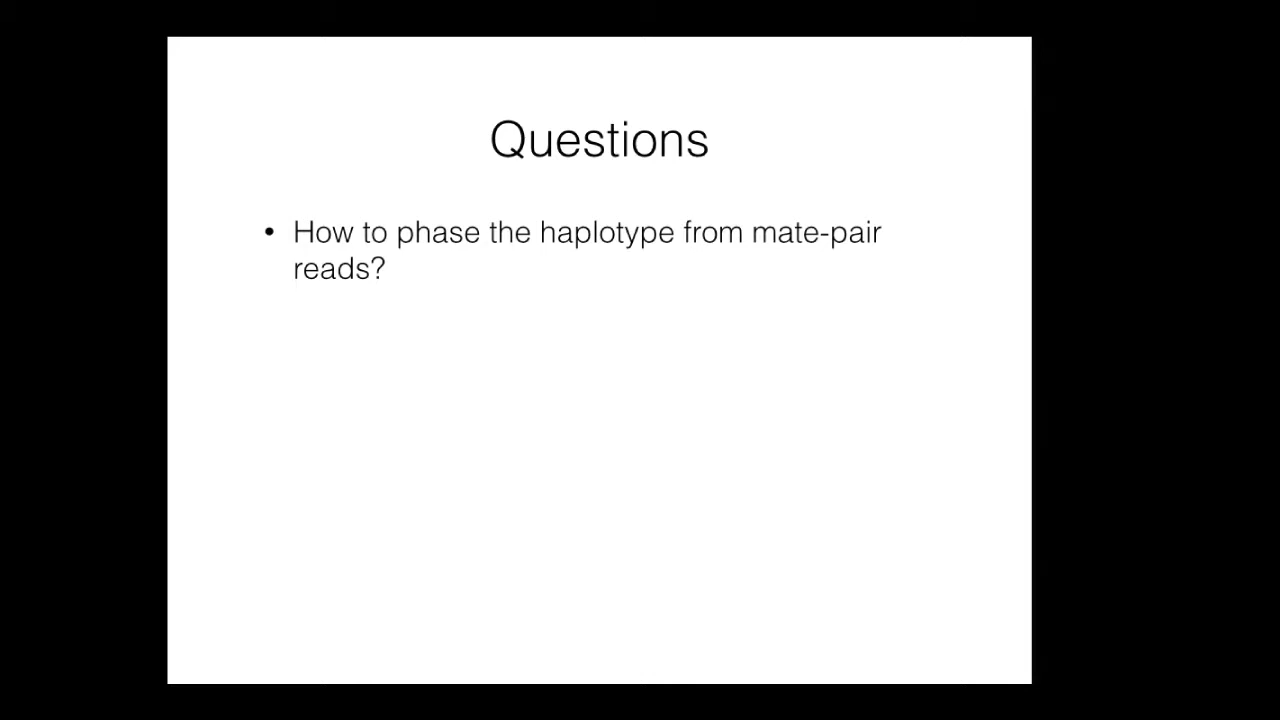 Questions
• How to phase the haplotype from mate-pair
reads?